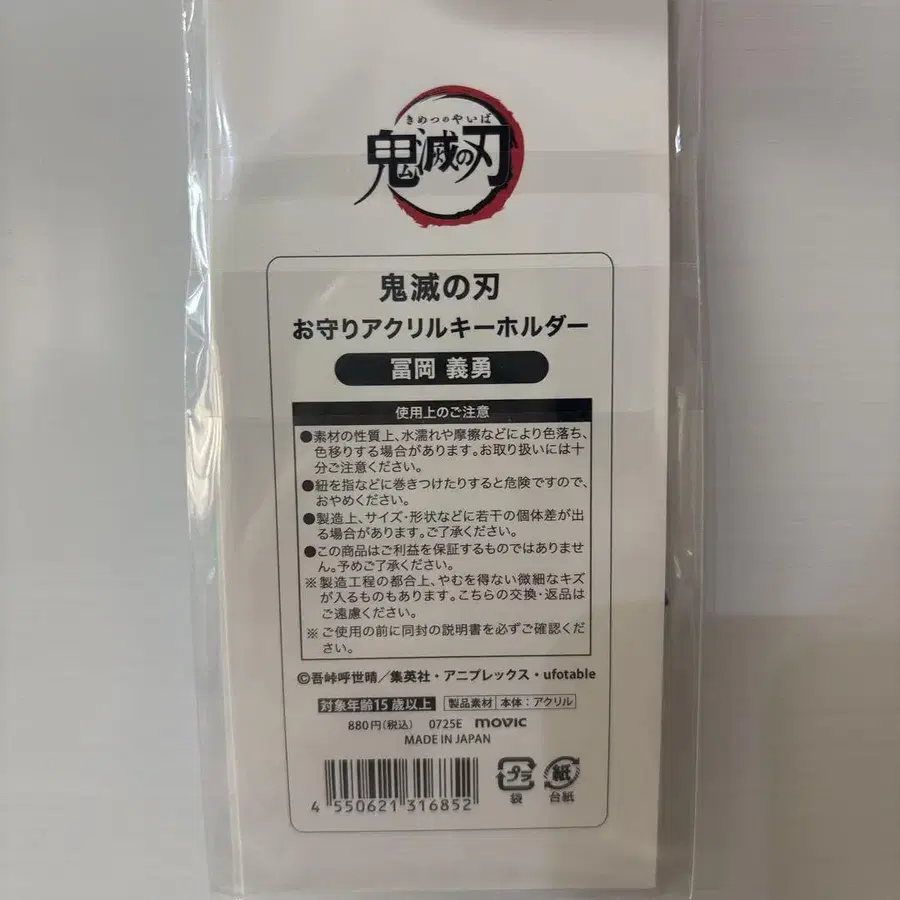 きめつのやいば
鬼滅の刃
鬼滅の刃
お守りアクリルキーホルダー
冨岡 義勇
使用上のご注意
●素材の性質上、水濡れや摩擦などにより色落ち、
色移りする場合があります。お取り扱いには十
分ご注意ください。
●紐を指などに巻きつけたりすると危険ですので、
おやめください。
●製造上、サイズ・形状などに若干の個体差が出
る場合があります。ご了承ください。
●この商品はご利益を保証するものではありませ
ん。予めご了承ください。
※製造工程の都合上、やむを得ない微細なキズ
が入るものもあります。こちらの交換・返品は
ご遠慮ください。
※ご使用の前に同封の説明書を必ずご確認くだ
さい。
©吾峠呼世晴/集英社・アニプレックス・ufotable
対象年齢15歳以上 製品素材 本体:アクリル
880円(税込) 0725E movic
MADE IN JAPAN
4 550621 316852
プラ 紙
袋 台紙